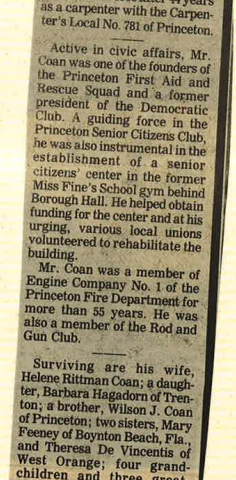 as a carpenter with the Carpen-
ter's Local No. 781 of Princeton.
Active in civic affairs, Mr.
Coan was one of the founders of
the Princeton First Aid and
Rescue Squad and a former
president of the Democratic
Club. A guiding force in the
Princeton Senior Citizens Club,
he was also instrumental in the
establishment of a senior
citizens' center in the former
Miss Fine's School gym behind
Borough Hall. He helped obtain
funding for the center and at his
urging, various local unions
volunteered to rehabilitate the
building.
Mr. Coan was a member of
Engine Company No. 1 of the
Princeton Fire Department for
more than 55 years. He was
also a member of the Rod and
Gun Club.
Surviving are his wife,
Helene Rittman Coan; a daugh-
ter, Barbara Hagadorn of Tren-
ton; a brother, Wilson J. Coan
of Princeton; two sisters, Mary
Feeney of Boynton Beach, Fla.,
and Theresa De Vincentis of
West Orange; four grand-
children and three great